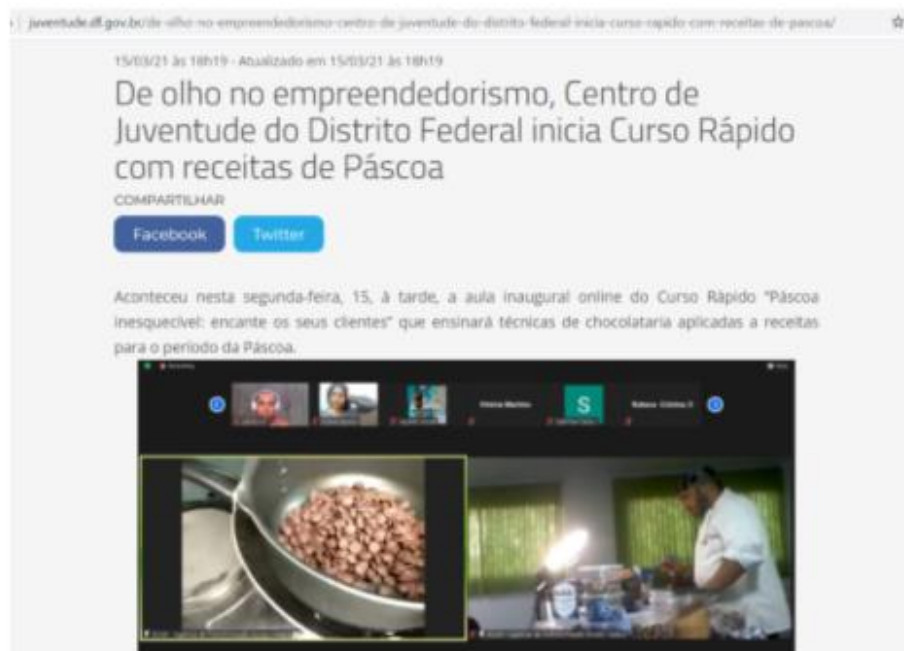 juventude.df.gov.br/de-olho-no-empreendedorismo-centro-de-juventude-do-distrito-federal-inicia-curso-rapido-com-receitas-de-pascoa/
15/03/21 às 18h19 - Atualizado em 15/03/21 às 18h19
De olho no empreendedorismo, Centro de
Juventude do Distrito Federal inicia Curso Rápido
com receitas de Páscoa
COMPARTILHAR
Facebook
Twitter
Aconteceu nesta segunda-feira, 15, à tarde, a aula inaugural online do Curso Rápido "Páscoa
inesquecível: encante os seus clientes" que ensinará técnicas de chocolataria aplicadas a receitas
para o período da Páscoa.
S